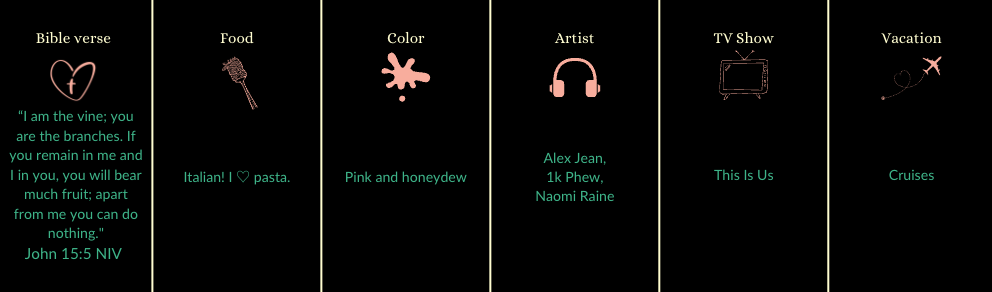 Bible verse
“I am the vine; you
are the branches. If
you remain in me and
I in you, you will bear
much fruit; apart
from me you can do
nothing."
John 15:5 NIV
Food
Italian! I ♡ pasta.
Color
Pink and honeydew
Artist
Alex Jean,
1k Phew,
Naomi Raine
TV Show
This Is Us
Vacation
Cruises